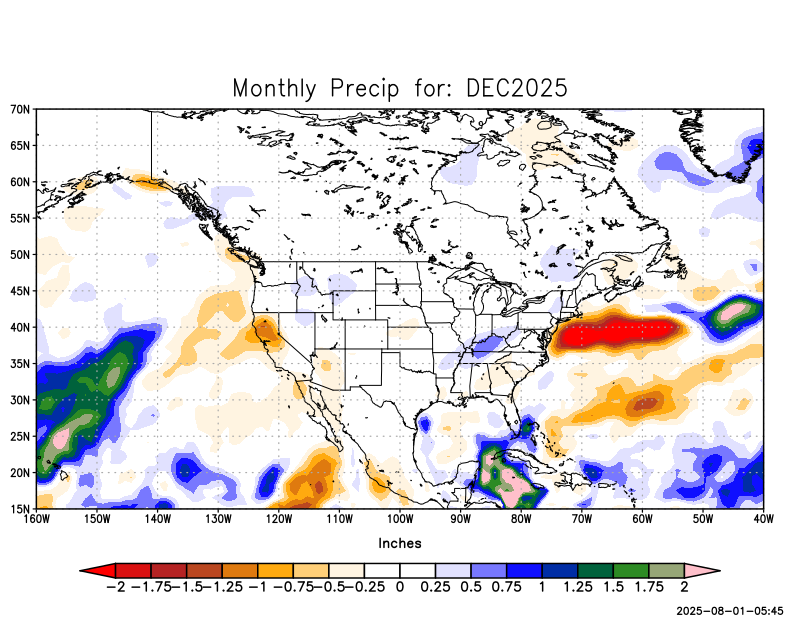 Monthly Precip for: DEC2025
70N
65N
60N
55N
50N
45N
40N
35N
30N
25N
20N
15N
160W 150W 140W 130W 120W 110W 100W 90W 80W 70W 60W 50W 40W
Inches
-2 -1.75 -1.5 -1.25 -1 -0.75 -0.5 -0.25 0 0.25 0.5 0.75 1 1.25 1.5 1.75 2
2025-08-01-05:45